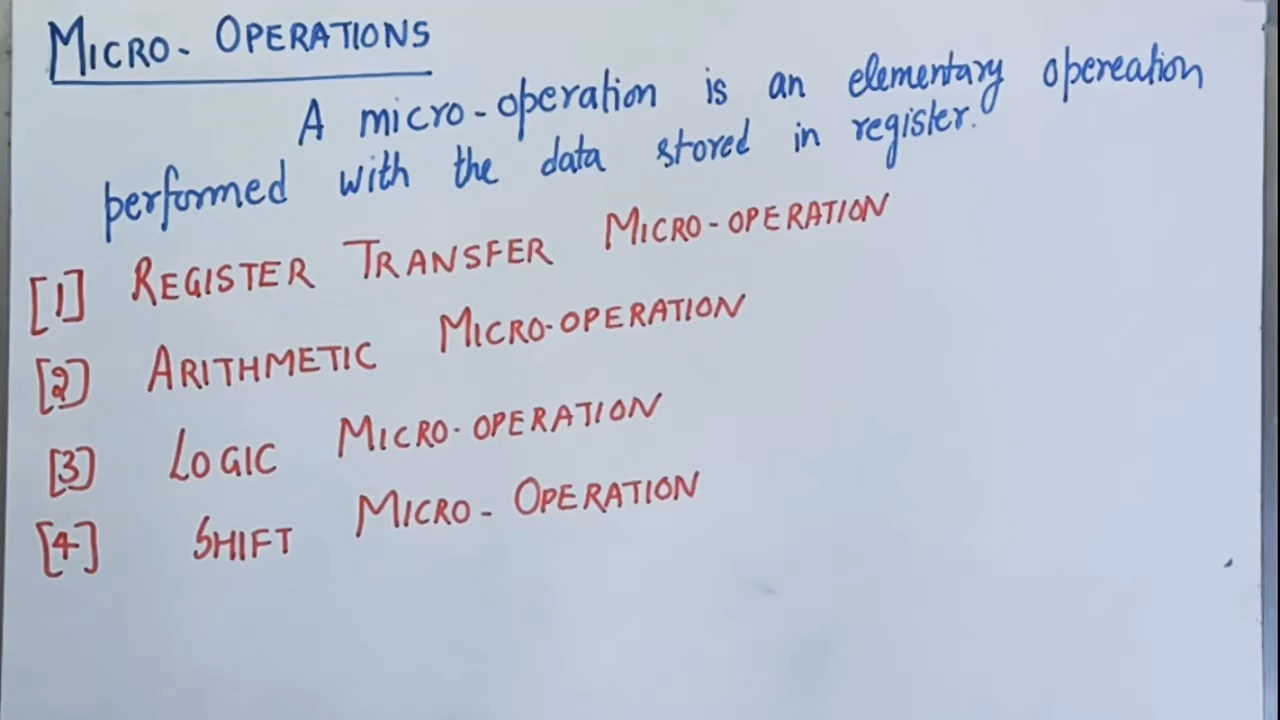 MICRO- OPERATIONS
A micro-operation is an elementary opereation
performed with the data stored in register.
[1] REGISTER TRANSFER MICRO-OPERATION
[2] ARITHMETIC MICRO-OPERATION
[3] LOGIC MICRO-OPERATION
[4] SHIFT MICRO- OPERATION